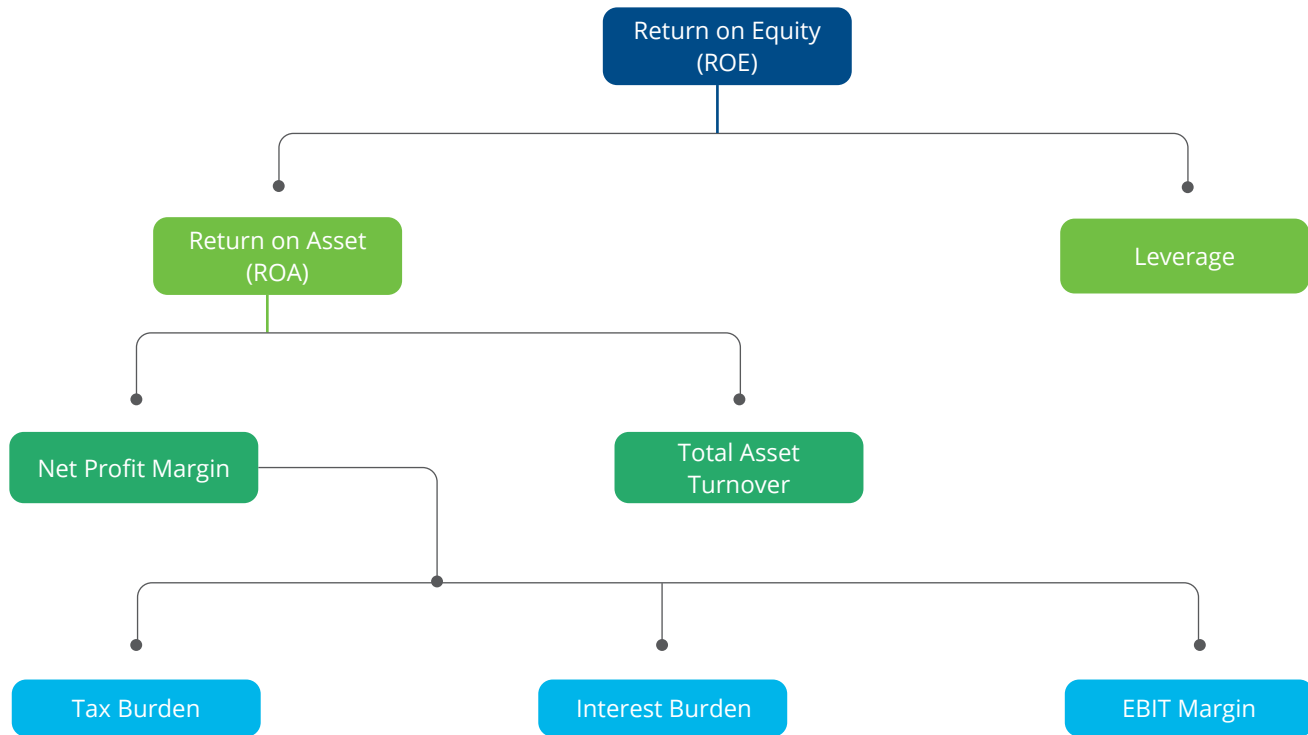 Return on Equity
(ROE)
Return on Asset
(ROA)
Leverage
Net Profit Margin
Total Asset
Turnover
Tax Burden
Interest Burden
EBIT Margin